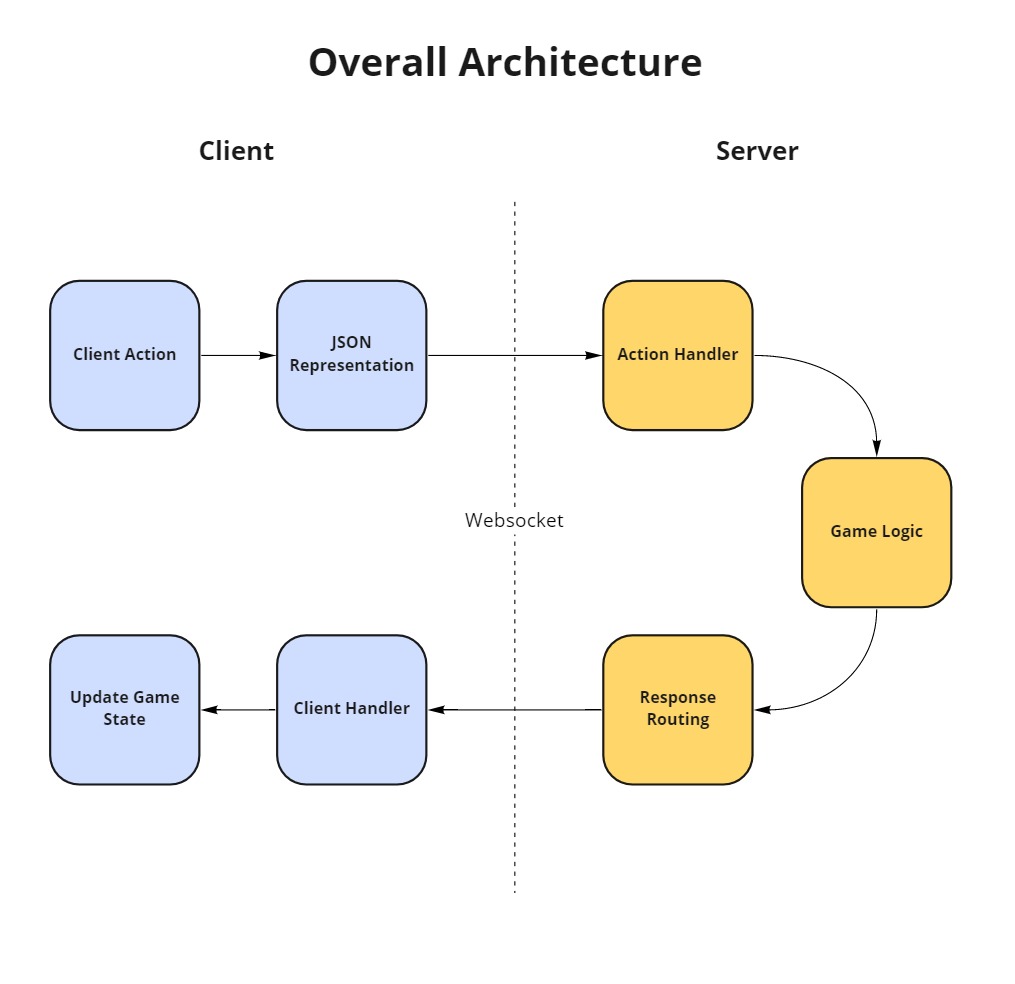 Overall Architecture
Client
Server
Client Action
JSON
Representation
Action Handler
Game Logic
Websocket
Update Game
State
Client Handler
Response
Routing